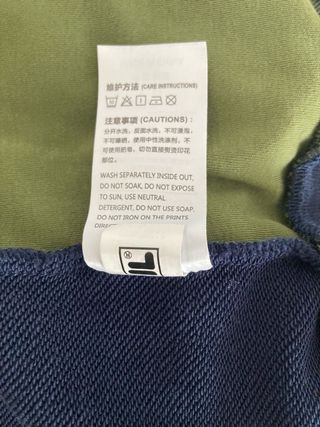 维护方法 (CARE INSTRUCTIONS)
注意事项 (CAUTIONS) :
分开水洗，反面水洗，不可浸泡，
不可曝晒，使用中性洗涤剂，不
可使用肥皂，切勿直接熨烫印花
部位。
WASH SEPARATELY INSIDE OUT,
DO NOT SOAK, DO NOT EXPOSE
TO SUN, USE NEUTRAL
DETERGENT, DO NOT USE SOAP.
DO NOT IRON ON THE PRINTS